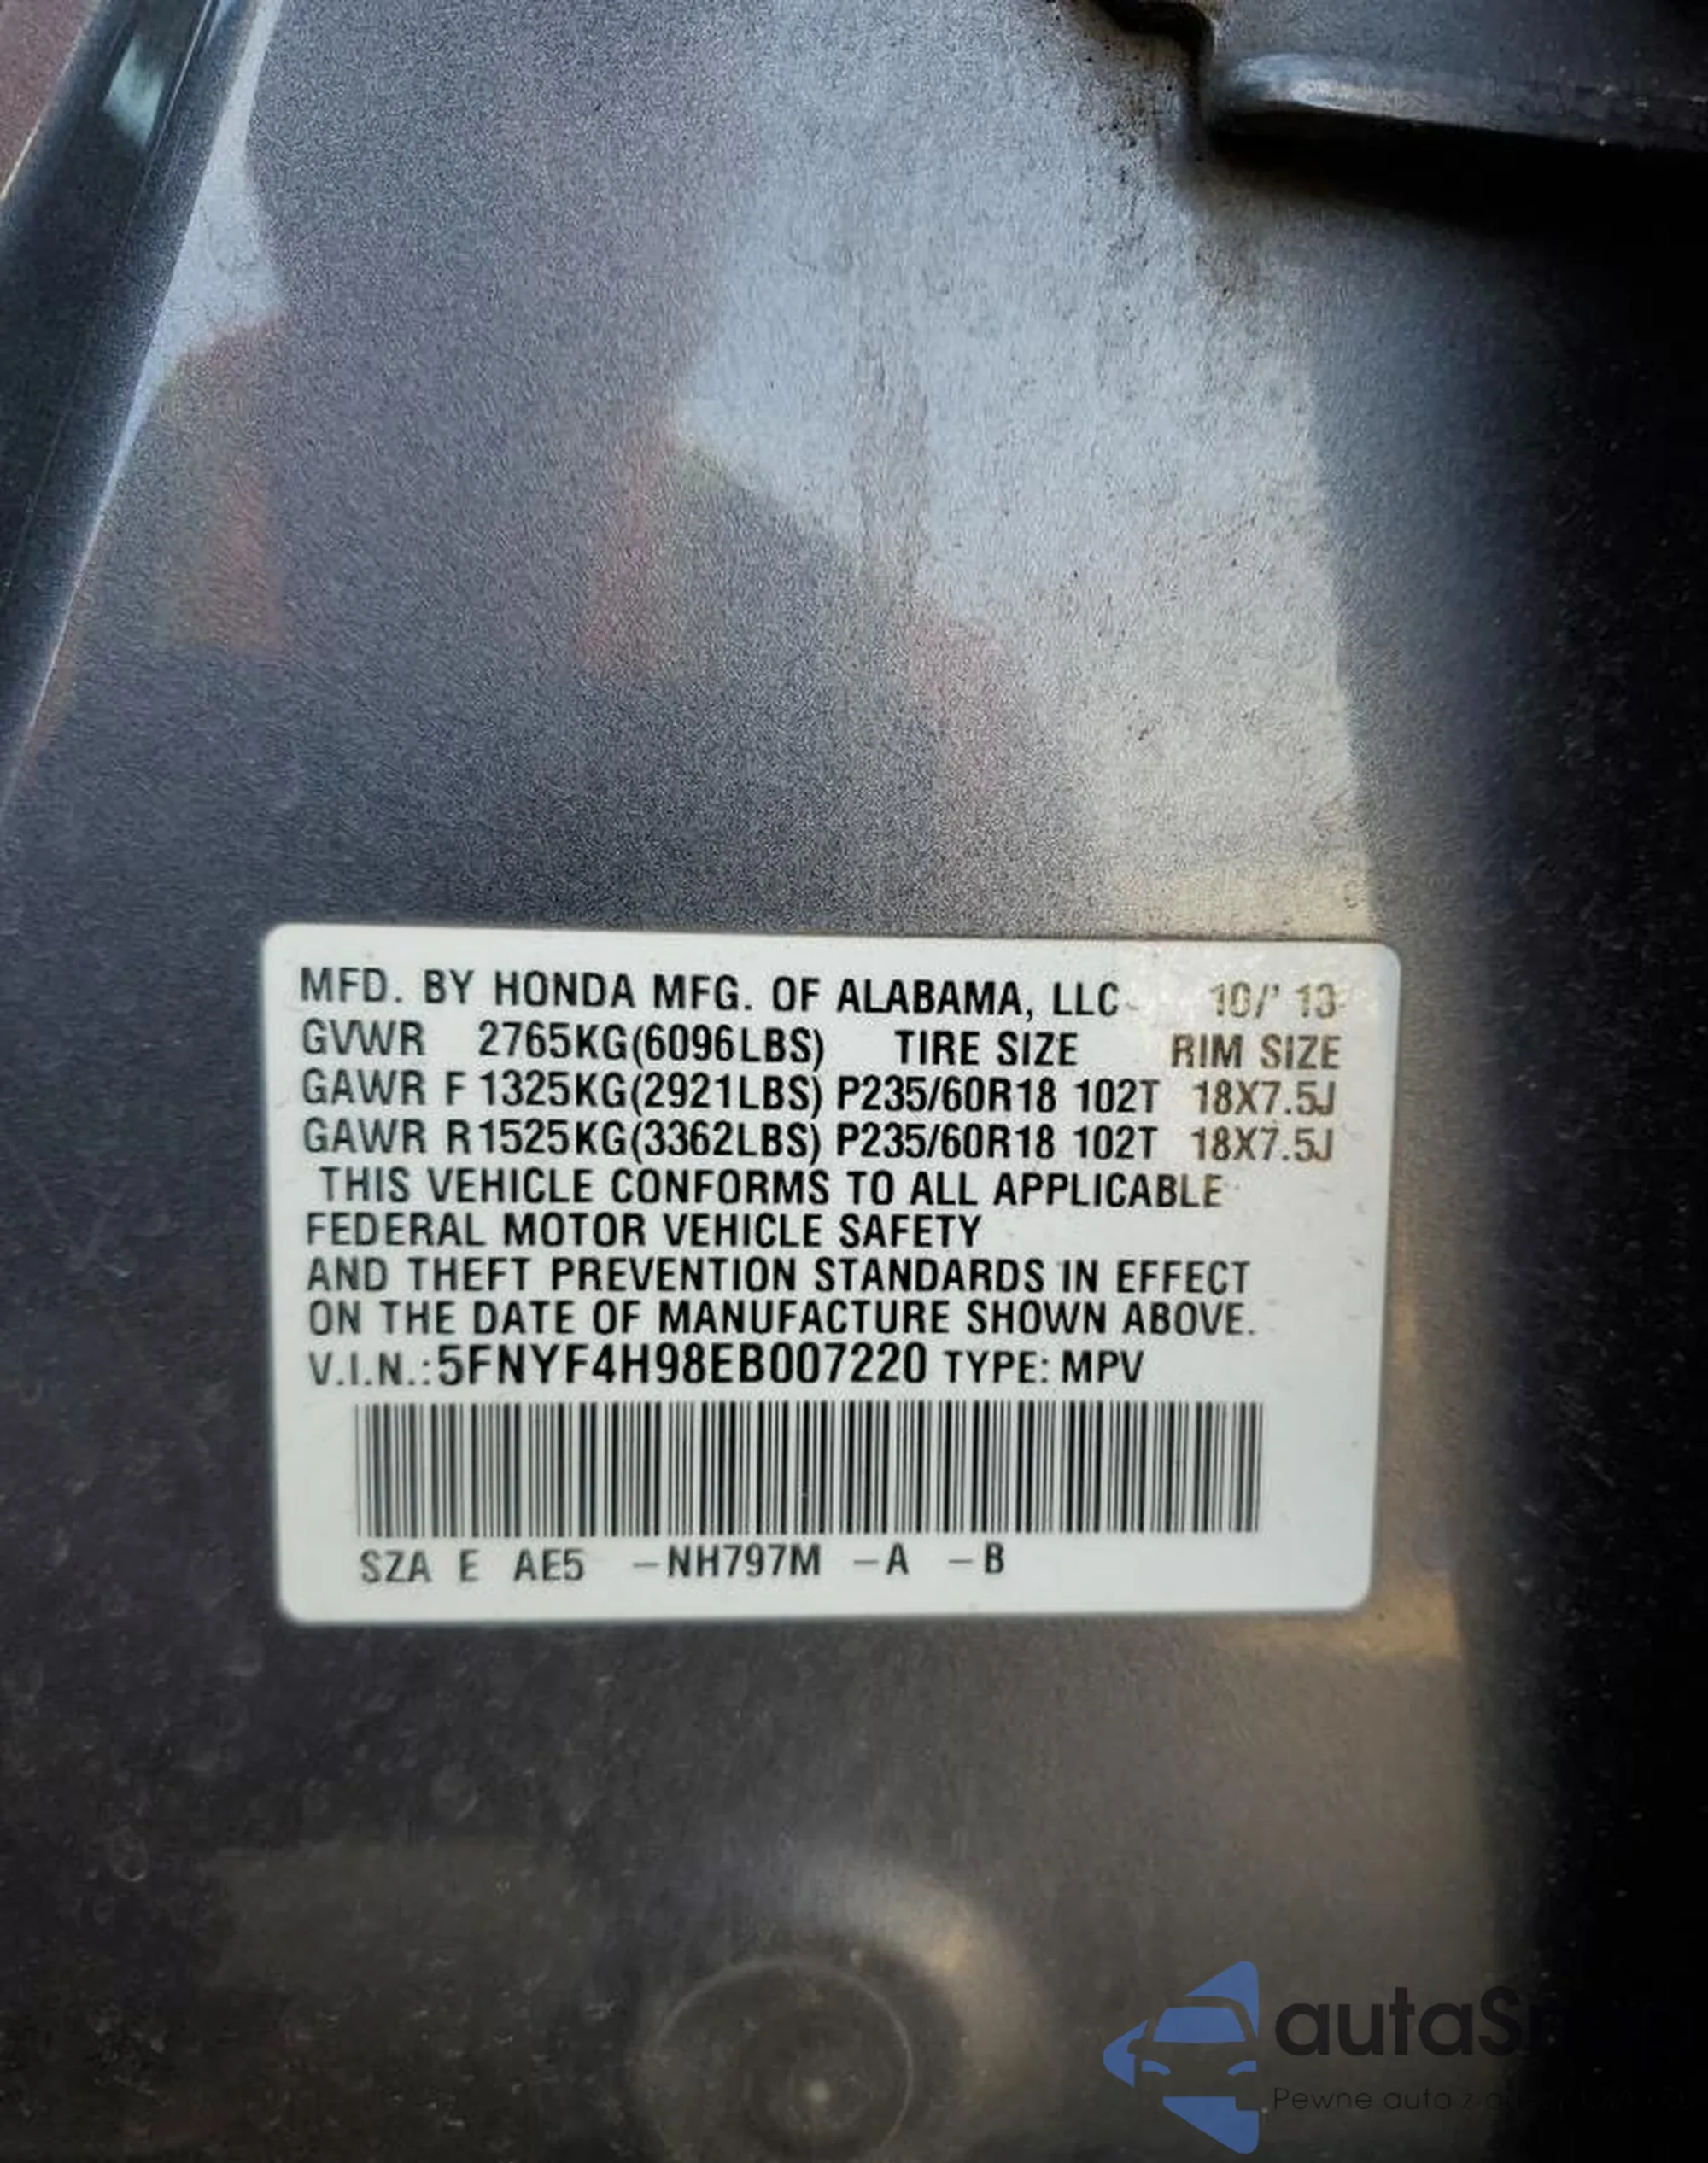 MFD. BY HONDA MFG. OF ALABAMA, LLC 10/' 13
GVWR 2765KG(6096LBS) TIRE SIZE RIM SIZE
GAWR F 1325KG(2921LBS) P235/60R18 102T 18X7.5J
GAWR R 1525KG(3362LBS) P235/60R18 102T 18X7.5J
THIS VEHICLE CONFORMS TO ALL APPLICABLE
FEDERAL MOTOR VEHICLE SAFETY
AND THEFT PREVENTION STANDARDS IN EFFECT
ON THE DATE OF MANUFACTURE SHOWN ABOVE.
V.I.N.:5FNYF4H98EB007220 TYPE: MPV
SZA E AE5 -NH797M -A -B
Pewne auta z